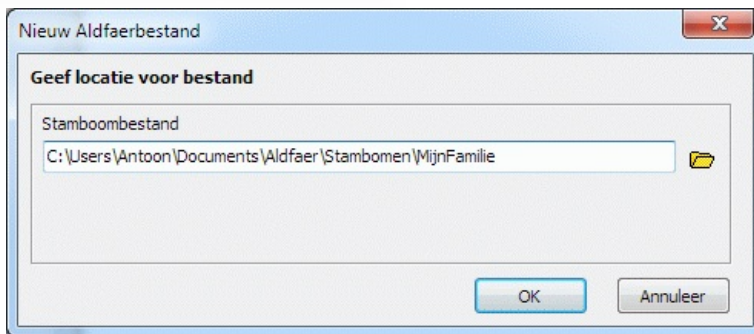 Nieuw Aldfaerbestand
Geef locatie voor bestand
Stamboombestand
C:\Users\Antoon\Documents\Aldfaer\Stambomen\MijnFamilie
OK
Annuleer